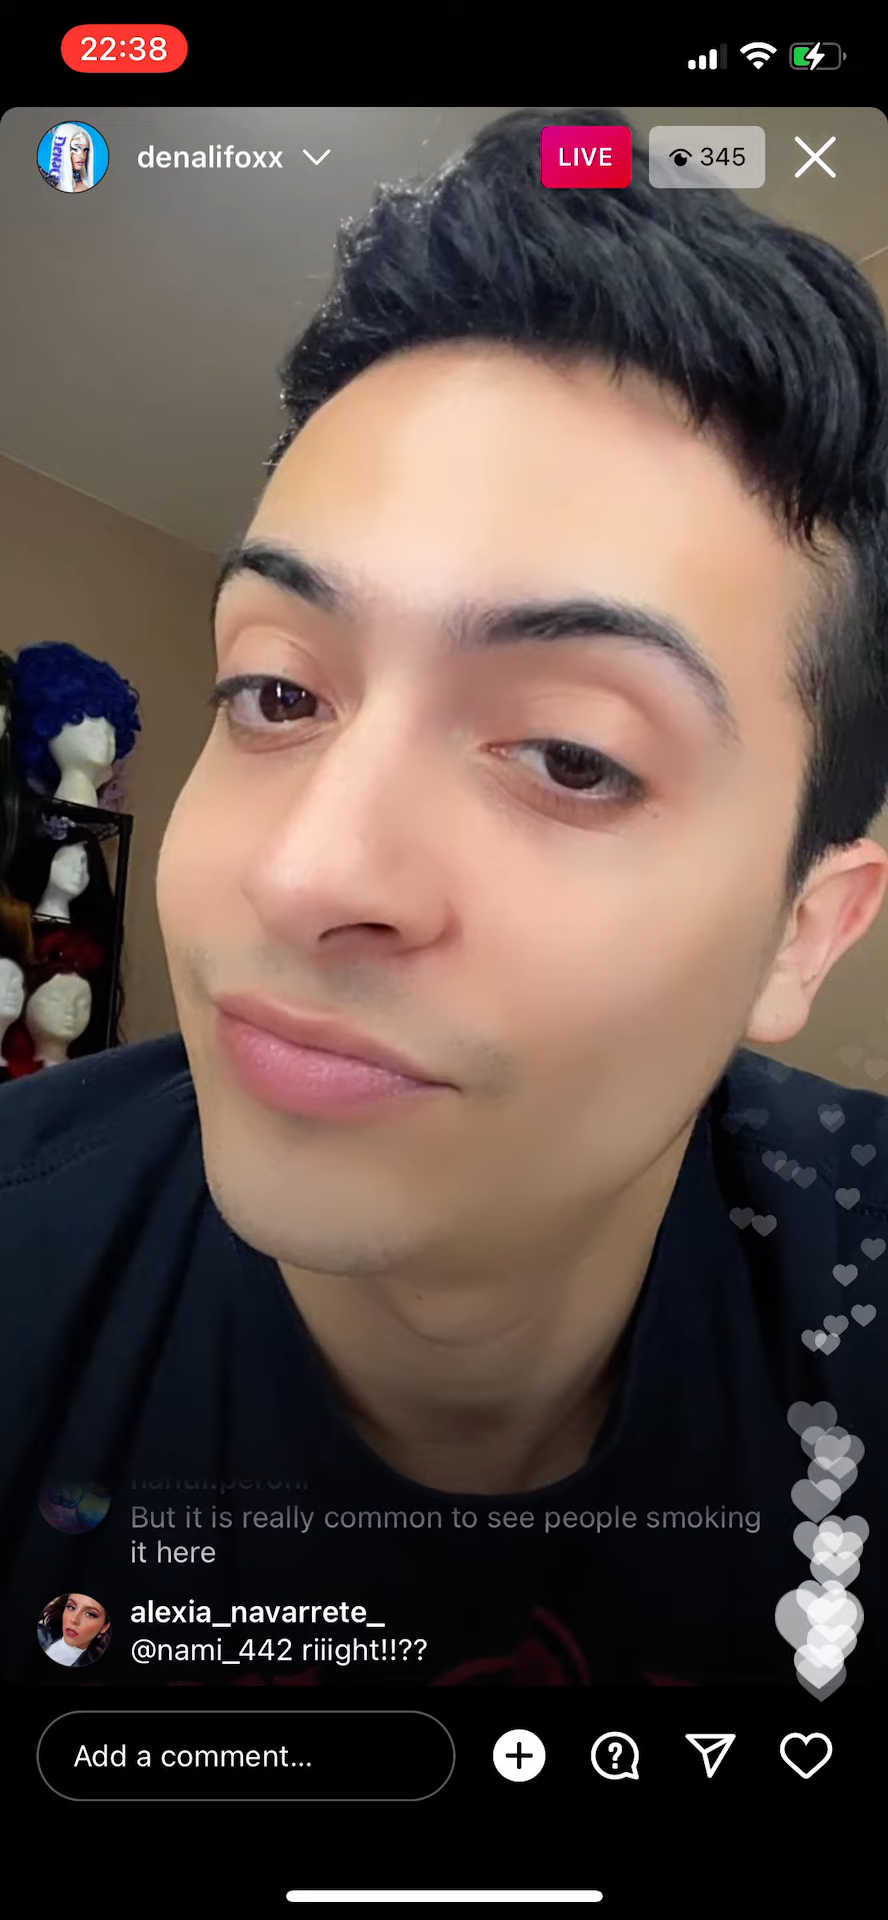 22:38
denalifoxx
LIVE
345
But it is really common to see people smoking
it here
alexia_navarrete_
@nami_442 riiight!!??
Add a comment...